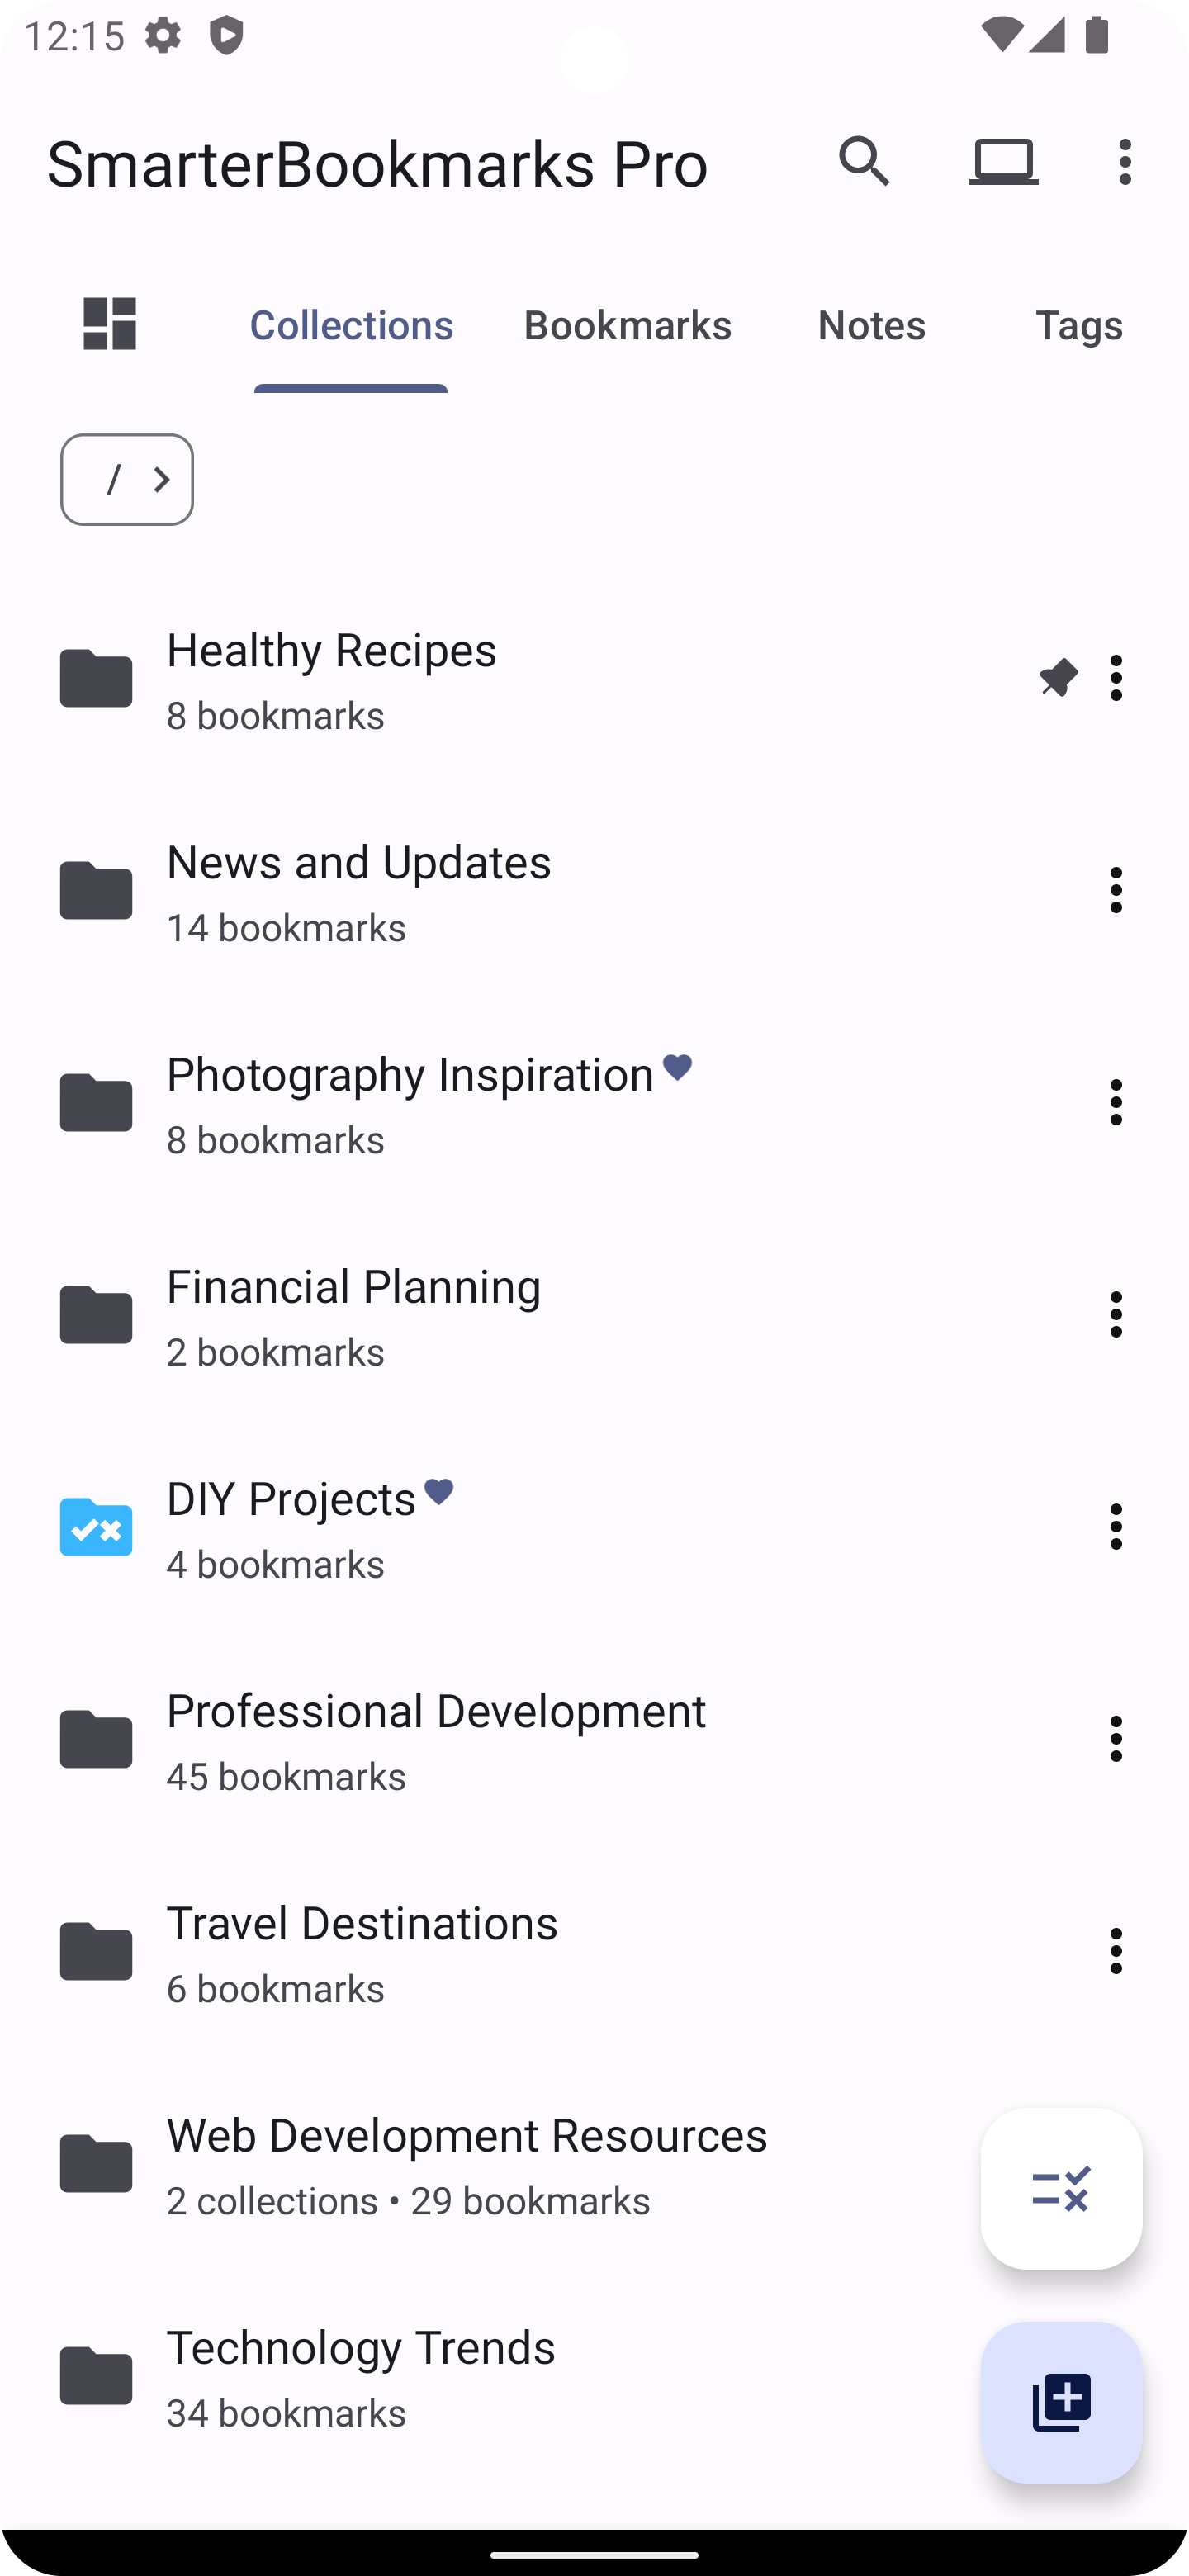 12:15
SmarterBookmarks Pro
Collections Bookmarks Notes Tags
/
Healthy Recipes
8 bookmarks
News and Updates
14 bookmarks
Photography Inspiration
8 bookmarks
Financial Planning
2 bookmarks
DIY Projects
4 bookmarks
Professional Development
45 bookmarks
Travel Destinations
6 bookmarks
Web Development Resources
2 collections • 29 bookmarks
Technology Trends
34 bookmarks